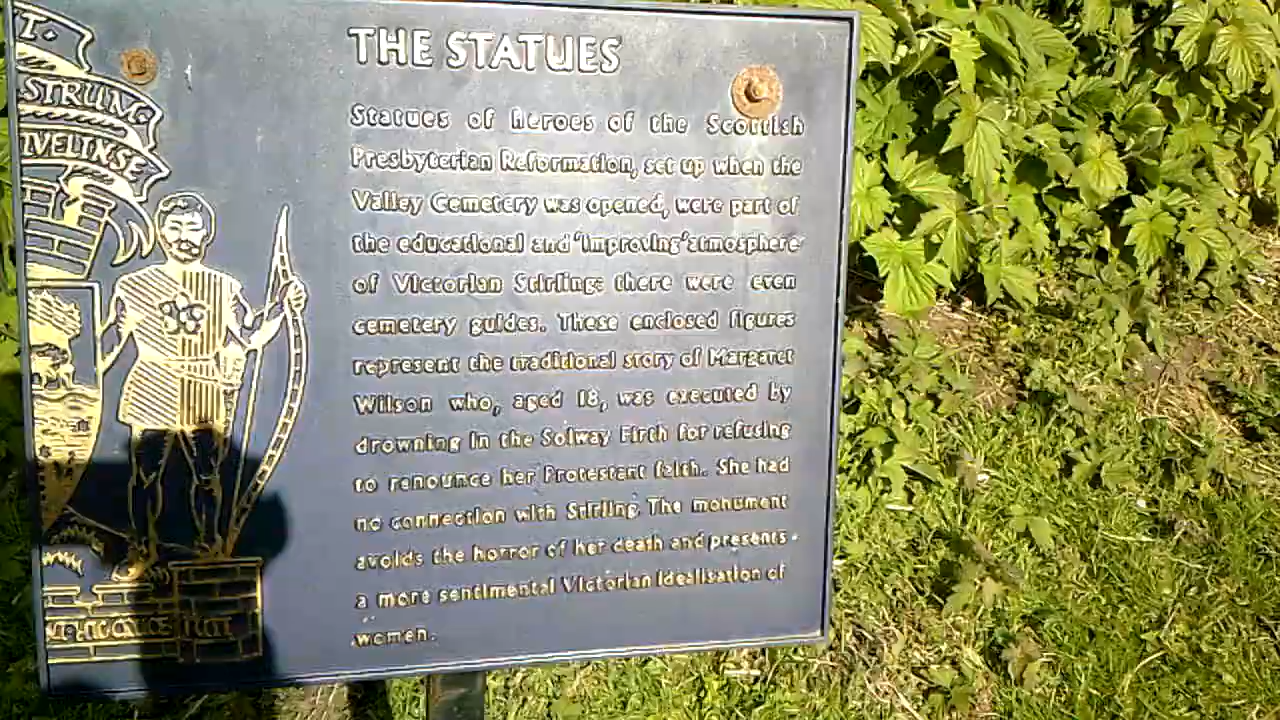 T.
STRUM
IVELINSE
THE STATUES
Statues of heroes of the Scottish
Presbyterian Reformation, set up when the
Valley Cemetery was opened, were part of
the educational and 'improving' atmosphere
of Victorian Stirling: there were even
cemetery guides. These enclosed figures
represent the traditional story of Margaret
Wilson who, aged 18, was executed by
drowning in the Solway Firth for refusing
to renounce her Protestant faith. She had
no connection with Stirling. The monument
avoids the horror of her death and presents
a more sentimental Victorian idealisation of
women.